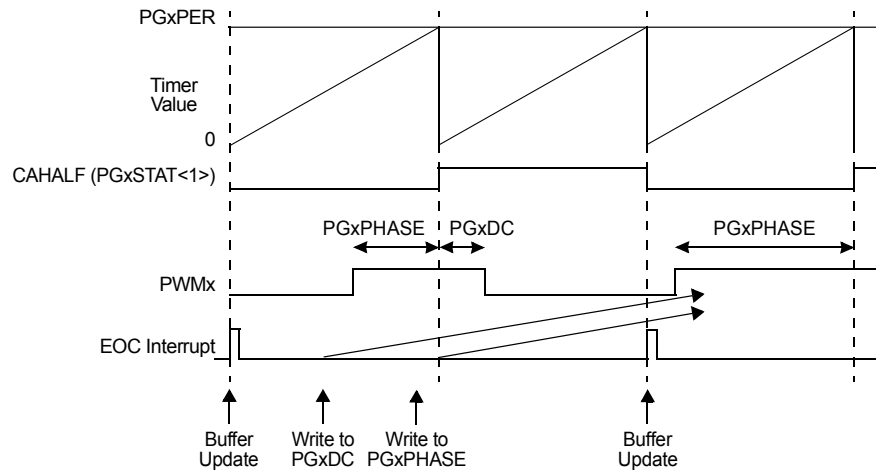 PGxPER
Timer
Value
0
CAHALF (PGxSTAT<1>)
PGxPHASE
PGxDC
PGxPHASE
PWMx
EOC Interrupt
Buffer
Update
Write to
PGxDC
Write to
PGxPHASE
Buffer
Update